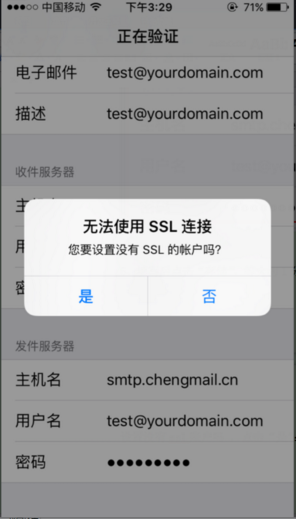 中国移动 下午3:29 71%
正在验证
电子邮件 test@yourdomain.com
描述 test@yourdomain.com
收件服务器
主
无法使用 SSL 连接
您要设置没有 SSL 的帐户吗?
用
密
是 否
发件服务器
主机名 smtp.chengmail.cn
用户名 test@yourdomain.com
密码 ●●●●●●●●●